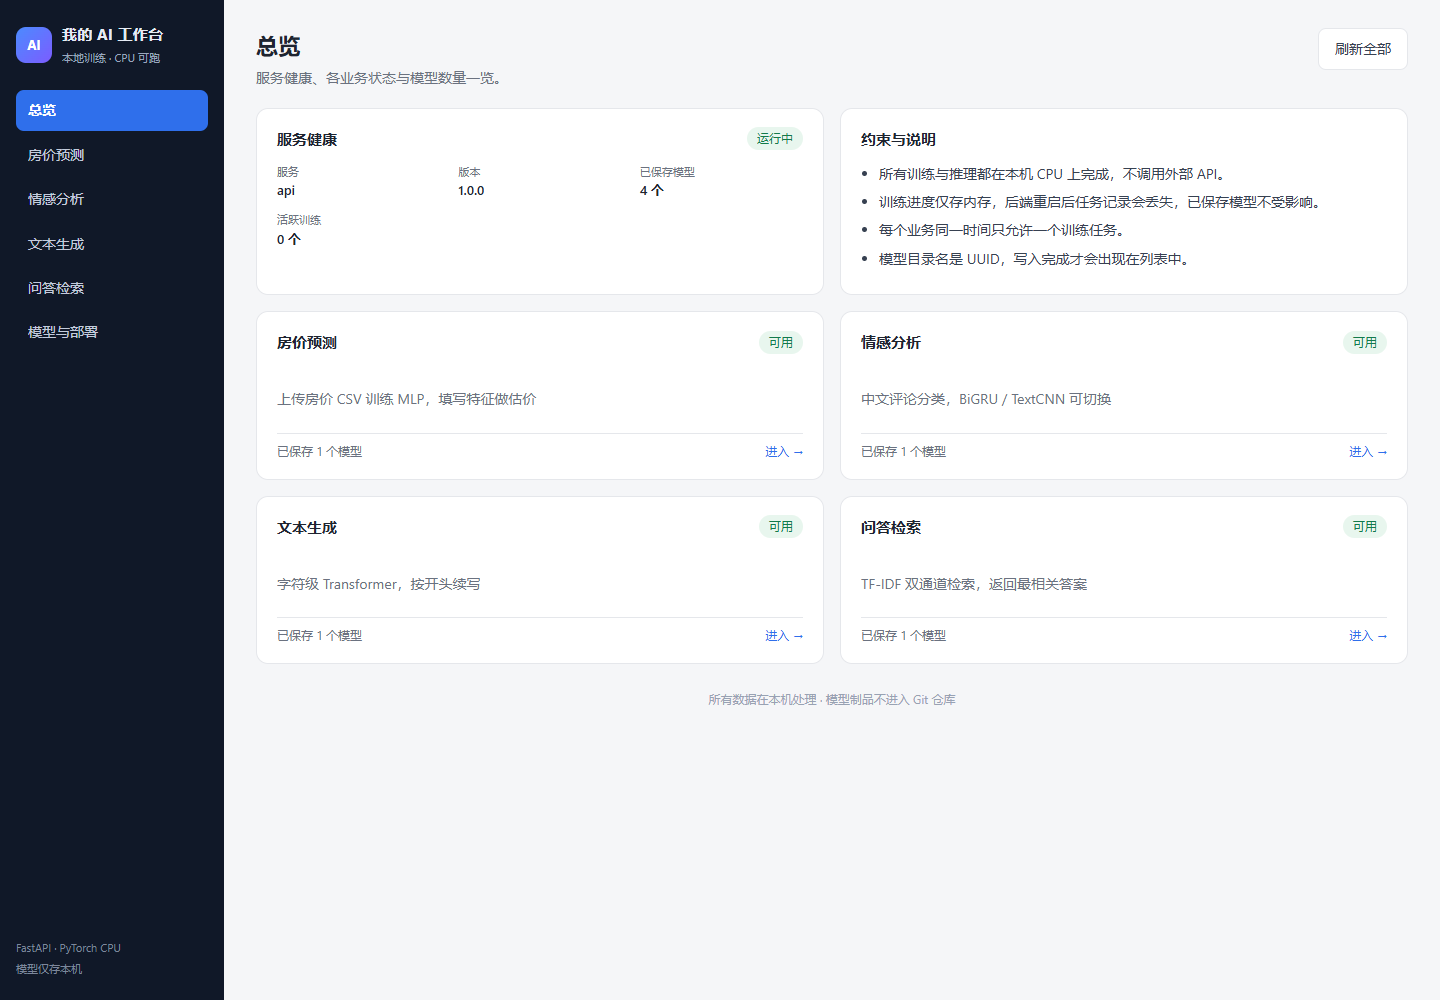 AI
我的 AI 工作台
本地训练 · CPU 可跑
总览
房价预测
情感分析
文本生成
问答检索
模型与部署
FastAPI · PyTorch CPU
模型仅存本机
总览
服务健康、各业务状态与模型数量一览。
刷新全部
服务健康
运行中
服务
api
版本
1.0.0
已保存模型
4 个
活跃训练
0 个
约束与说明
所有训练与推理都在本机 CPU 上完成，不调用外部 API。
训练进度仅存内存，后端重启后任务记录会丢失，已保存模型不受影响。
每个业务同一时间只允许一个训练任务。
模型目录名是 UUID，写入完成才会出现在列表中。
房价预测
可用
上传房价 CSV 训练 MLP，填写特征做估价
已保存 1 个模型
进入 →
情感分析
可用
中文评论分类，BiGRU / TextCNN 可切换
已保存 1 个模型
进入 →
文本生成
可用
字符级 Transformer，按开头续写
已保存 1 个模型
进入 →
问答检索
可用
TF-IDF 双通道检索，返回最相关答案
已保存 1 个模型
进入 →
所有数据在本机处理 · 模型制品不进入 Git 仓库